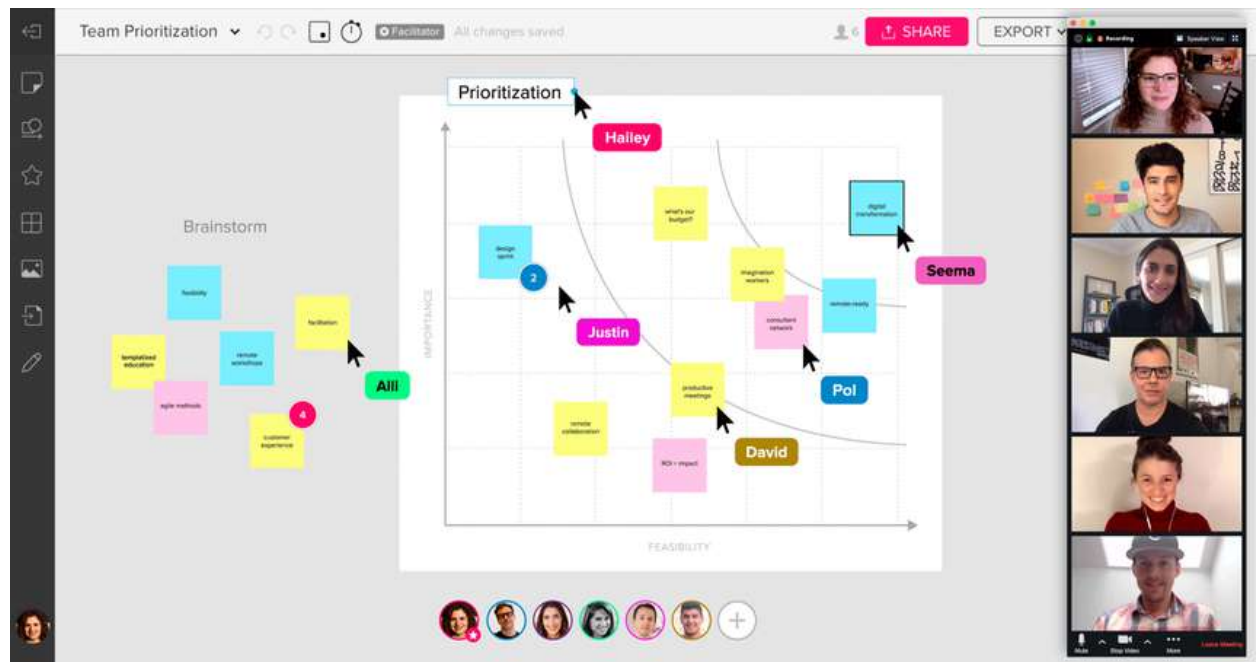 Team Prioritization
Facilitator
All changes saved
6
SHARE
EXPORT
Recording
Speaker View
Prioritization
Hailey
Brainstorm
flexibility
facilitation
templatized
education
remote
workshops
agile methods
4
customer
experience
Alli
IMPORTANCE
what's our
budget?
digital
transformation
design
sprint
2
Seema
imagination
workers
Justin
consultant
network
remote-ready
Pol
productive
meetings
remote
collaboration
David
ROI + impact
FEASIBILITY
Mute
Stop Video
More
Leave Meeting